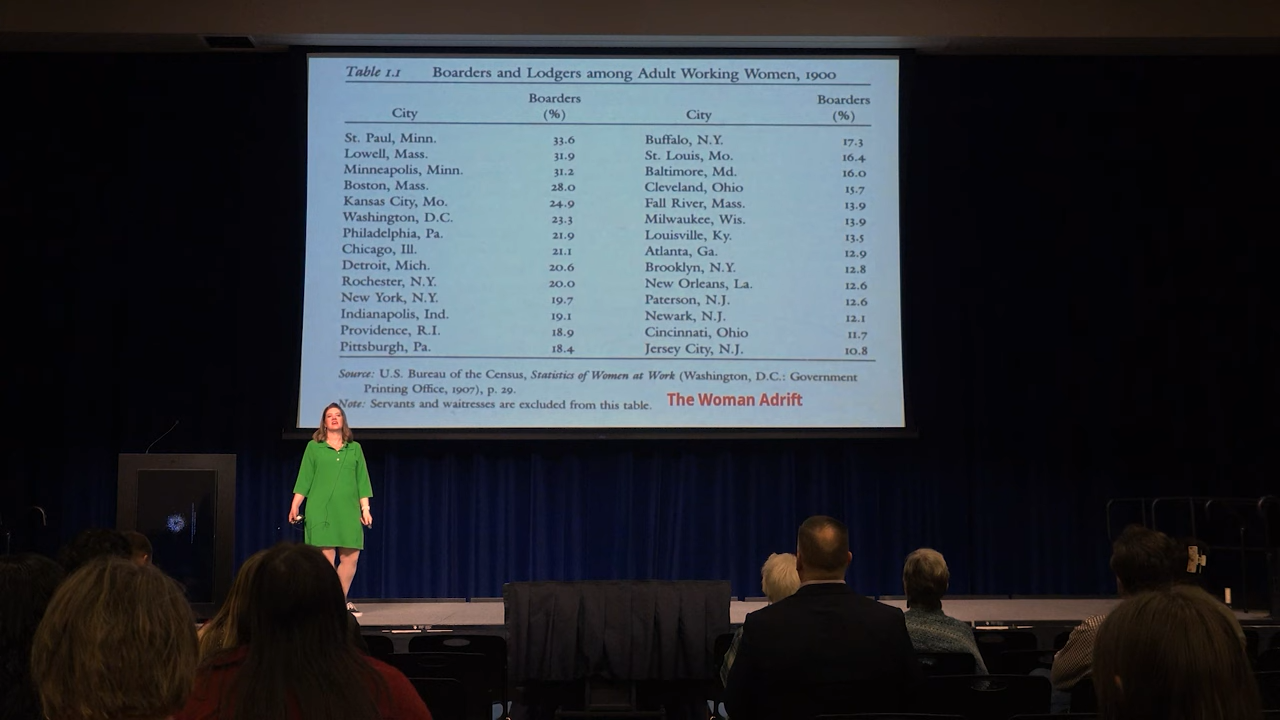 Table 1.1 Boarders and Lodgers among Adult Working Women, 1900
City Boarders (%) City Boarders (%)
St. Paul, Minn. 33.6 Buffalo, N.Y. 17.3
Lowell, Mass. 31.9 St. Louis, Mo. 16.4
Minneapolis, Minn. 31.2 Baltimore, Md. 16.0
Boston, Mass. 28.0 Cleveland, Ohio 15.7
Kansas City, Mo. 24.9 Fall River, Mass. 13.9
Washington, D.C. 23.3 Milwaukee, Wis. 13.9
Philadelphia, Pa. 21.9 Louisville, Ky. 13.5
Chicago, Ill. 21.1 Atlanta, Ga. 12.9
Detroit, Mich. 20.6 Brooklyn, N.Y. 12.8
Rochester, N.Y. 20.0 New Orleans, La. 12.6
New York, N.Y. 19.7 Paterson, N.J. 12.6
Indianapolis, Ind. 19.1 Newark, N.J. 12.1
Providence, R.I. 18.9 Cincinnati, Ohio 11.7
Pittsburgh, Pa. 18.4 Jersey City, N.J. 10.8
Source: U.S. Bureau of the Census, Statistics of Women at Work (Washington, D.C.: Government
Printing Office, 1907), p. 29.
Note: Servants and waitresses are excluded from this table. The Woman Adrift